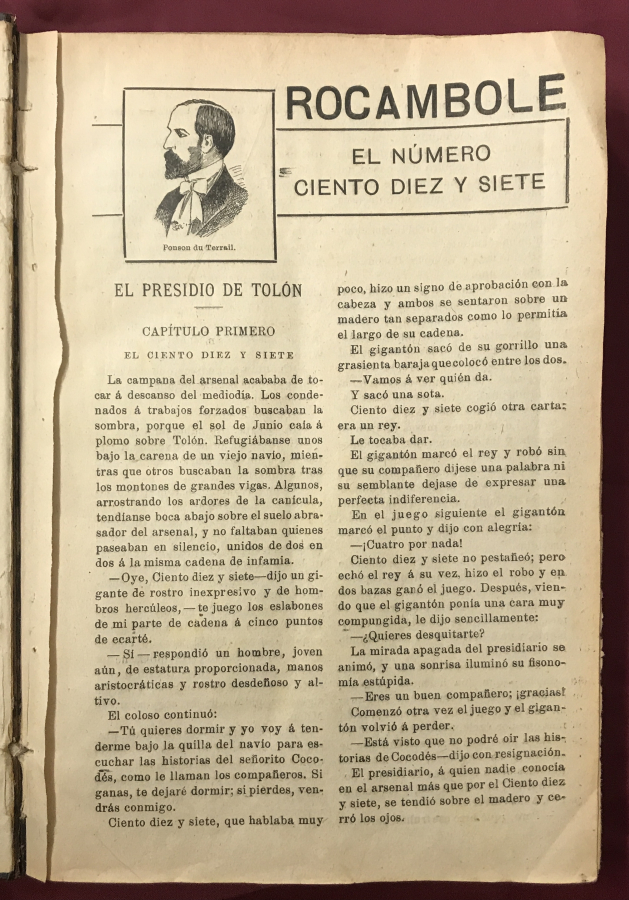 ROCAMBOLE
EL NÚMERO
CIENTO DIEZ Y SIETE
Ponson du Terrail.
EL PRESIDIO DE TOLÓN
CAPÍTULO PRIMERO
EL CIENTO DIEZ Y SIETE
La campana del arsenal acababa de to-
car á descanso del mediodía. Los conde-
nados á trabajos forzados buscaban la
sombra, porque el sol de Junio caía á
plomo sobre Tolón. Refugiábanse unos
bajo la carena de un viejo navío, mien-
tras que otros buscaban la sombra tras
los montones de grandes vigas. Algunos,
arrostrando los ardores de la canícula,
tendíanse boca abajo sobre el suelo abra-
sador del arsenal, y no faltaban quienes
paseaban en silencio, unidos de dos en
dos á la misma cadena de infamia.
—Oye, Ciento diez y siete—dijo un gi-
gante de rostro inexpresivo y de hom-
bros hercúleos,—te juego los eslabones
de mi parte de cadena á cinco puntos
de ecarté.
—Sí—respondió un hombre, joven
aún, de estatura proporcionada, manos
aristocráticas y rostro desdeñoso y al-
tivo.
El coloso continuó:
—Tú quieres dormir y yo voy á ten-
derme bajo la quilla del navío para es-
cuchar las historias del señorito Coco-
dés, como le llaman los compañeros. Si
ganas, te dejaré dormir; si pierdes, ven-
drás conmigo.
Ciento diez y siete, que hablaba muy
poco, hizo un signo de aprobación con la
cabeza y ambos se sentaron sobre un
madero tan separados como lo permitía
el largo de su cadena.
El gigantón sacó de su gorrillo una
grasienta baraja que colocó entre los dos.
—Vamos á ver quién da.
Y sacó una sota.
Ciento diez y siete cogió otra carta:
era un rey.
Le tocaba dar.
El gigantón marcó el rey y robó sin
que su compañero dijese una palabra ni
su semblante dejase de expresar una
perfecta indiferencia.
En el juego siguiente el gigantón
marcó el punto y dijo con alegría:
—¡Cuatro por nada!
Ciento diez y siete no pestañeó; pero
echó el rey á su vez, hizo el robo y en
dos bazas ganó el juego. Después, vien-
do que el gigantón ponía una cara muy
compungida, le dijo sencillamente:
—¿Quieres desquitarte?
La mirada apagada del presidiario se
animó, y una sonrisa iluminó su fisono-
mía estúpida.
—Eres un buen compañero; ¡gracias!
Comenzó otra vez el juego y el gigan-
tón volvió á perder.
—Está visto que no podré oir las his-
torias de Cocodés—dijo con resignación.
El presidiario, á quien nadie conocía
en el arsenal más que por el Ciento diez
y siete, se tendió sobre el madero y ce-
rró los ojos.